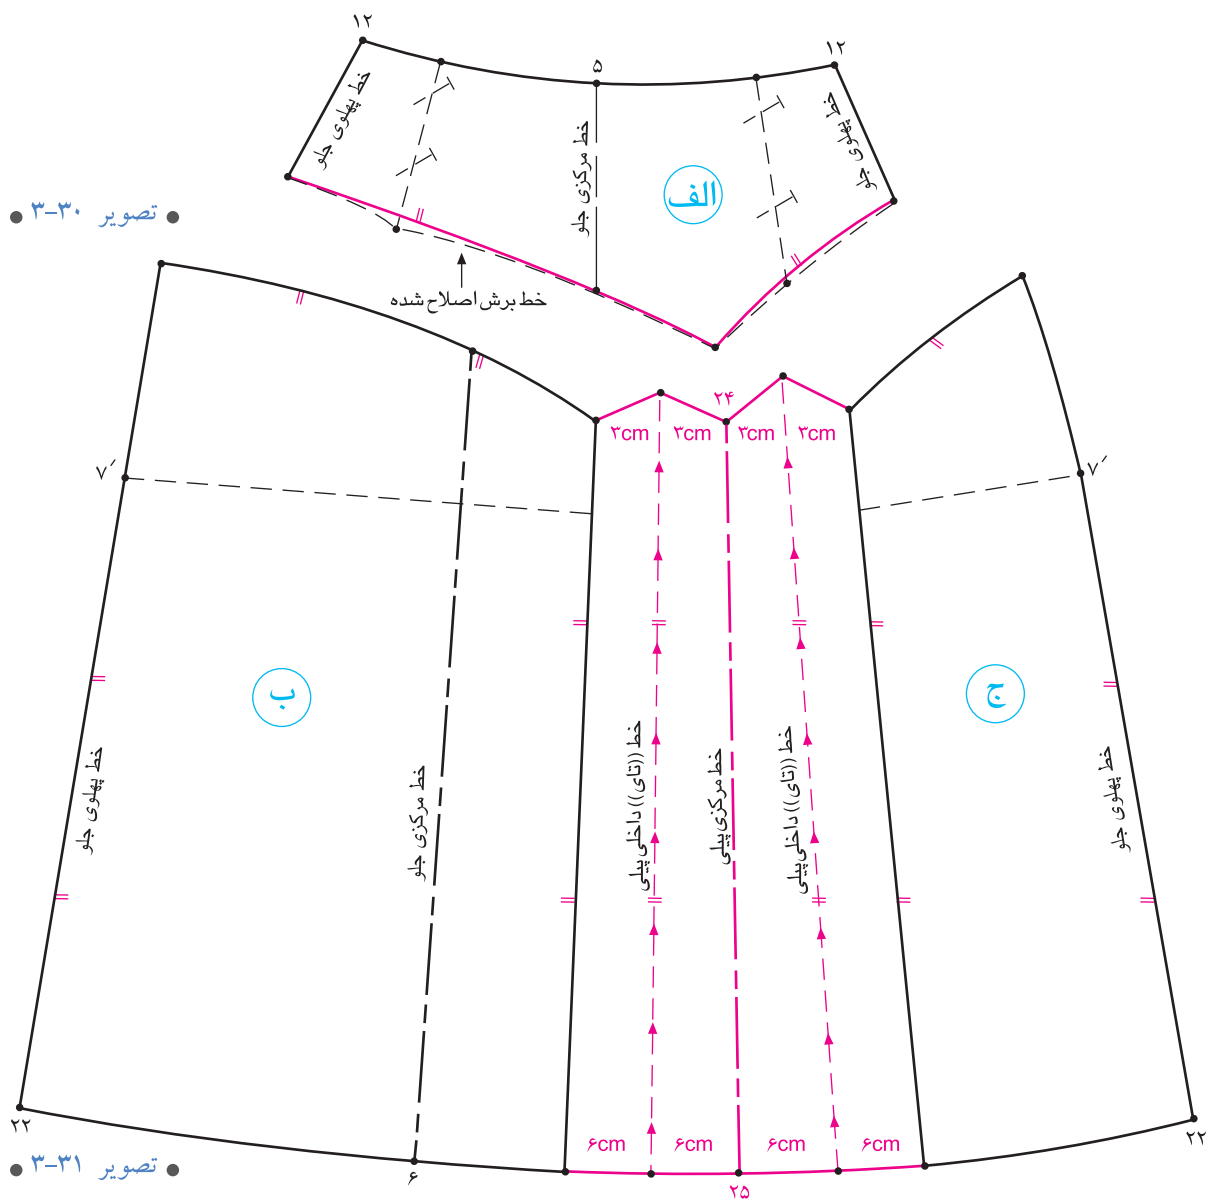 ۱۲
۱۲
۵
خط پهلوی جلو
خط مرکزی جلو
خط پهلوی جلو
الف
تصویر ۳۰-۳
خط برش اصلاح شده
۲۴
۳cm
۳cm
۳cm
۳cm
۷′
۷′
ب
ج
خط پهلوی جلو
خط مرکزی جلو
خط ((تای)) داخلی پیلی
خط مرکزی پیلی
خط ((تای)) داخلی پیلی
خط پهلوی جلو
۶cm
۶cm
۶cm
۶cm
۲۲
۲۲
۶
۲۵
تصویر ۳۱-۳